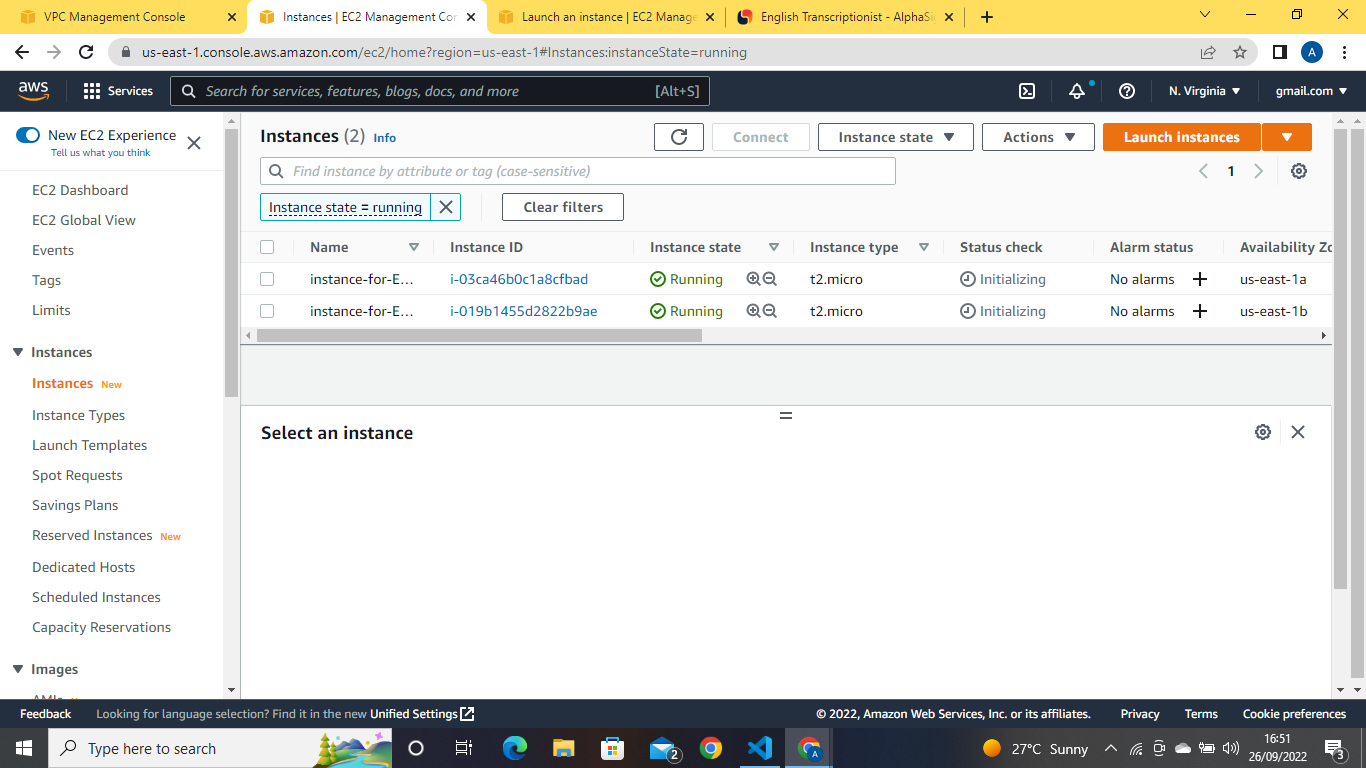 VPC Management Console
Instances | EC2 Management Con
Launch an instance | EC2 Manage
English Transcriptionist - AlphaSi
us-east-1.console.aws.amazon.com/ec2/home?region=us-east-1#Instances:instanceState=running
A
aws
Services
Search for services, features, blogs, docs, and more
[Alt+S]
N. Virginia
gmail.com
New EC2 Experience
Tell us what you think
EC2 Dashboard
EC2 Global View
Events
Tags
Limits
Instances
Instances New
Instance Types
Launch Templates
Spot Requests
Savings Plans
Reserved Instances New
Dedicated Hosts
Scheduled Instances
Capacity Reservations
Images
Instances (2) Info
Connect
Instance state
Actions
Launch instances
Find instance by attribute or tag (case-sensitive)
1
Instance state = running
Clear filters
Name Instance ID Instance state Instance type Status check Alarm status Availability Zo
instance-for-E... i-03ca46b0c1a8cfbad Running t2.micro Initializing No alarms us-east-1a
instance-for-E... i-019b1455d2822b9ae Running t2.micro Initializing No alarms us-east-1b
Select an instance
Feedback Looking for language selection? Find it in the new Unified Settings
© 2022, Amazon Web Services, Inc. or its affiliates. Privacy Terms Cookie preferences
Type here to search
2
A
27°C Sunny
16:51
26/09/2022
3